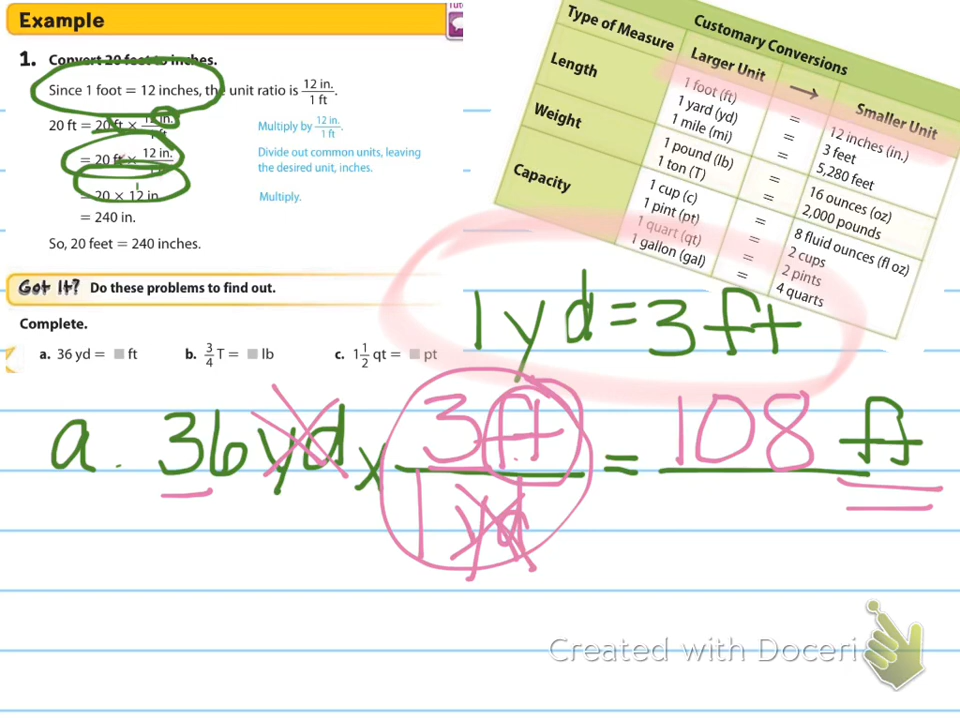 Example
1. Convert 20 feet to inches.
Since 1 foot = 12 inches, the unit ratio is 12 in./1 ft.
20 ft = 20 ft × 12 in./1 ft Multiply by 12 in./1 ft.
= 20 ft × 12 in. Divide out common units, leaving
the desired unit, inches.
= 20 × 12 in. Multiply.
= 240 in.
So, 20 feet = 240 inches.
Got It? Do these problems to find out.
Complete.
a. 36 yd = ■ ft b. 3/4 T = ■ lb c. 1 1/2 qt = ■ pt
Customary Conversions
Type of Measure Larger Unit → Smaller Unit
Length 1 foot (ft) = 12 inches (in.)
1 yard (yd) = 3 feet
1 mile (mi) = 5,280 feet
Weight 1 pound (lb) = 16 ounces (oz)
1 ton (T) = 2,000 pounds
Capacity 1 cup (c) = 8 fluid ounces (fl oz)
1 pint (pt) = 2 cups
1 quart (qt) = 2 pints
1 gallon (gal) = 4 quarts
1 yd = 3 ft
a. 36 yd x 3 ft/1 yd = 108 ft
Created with Doceri